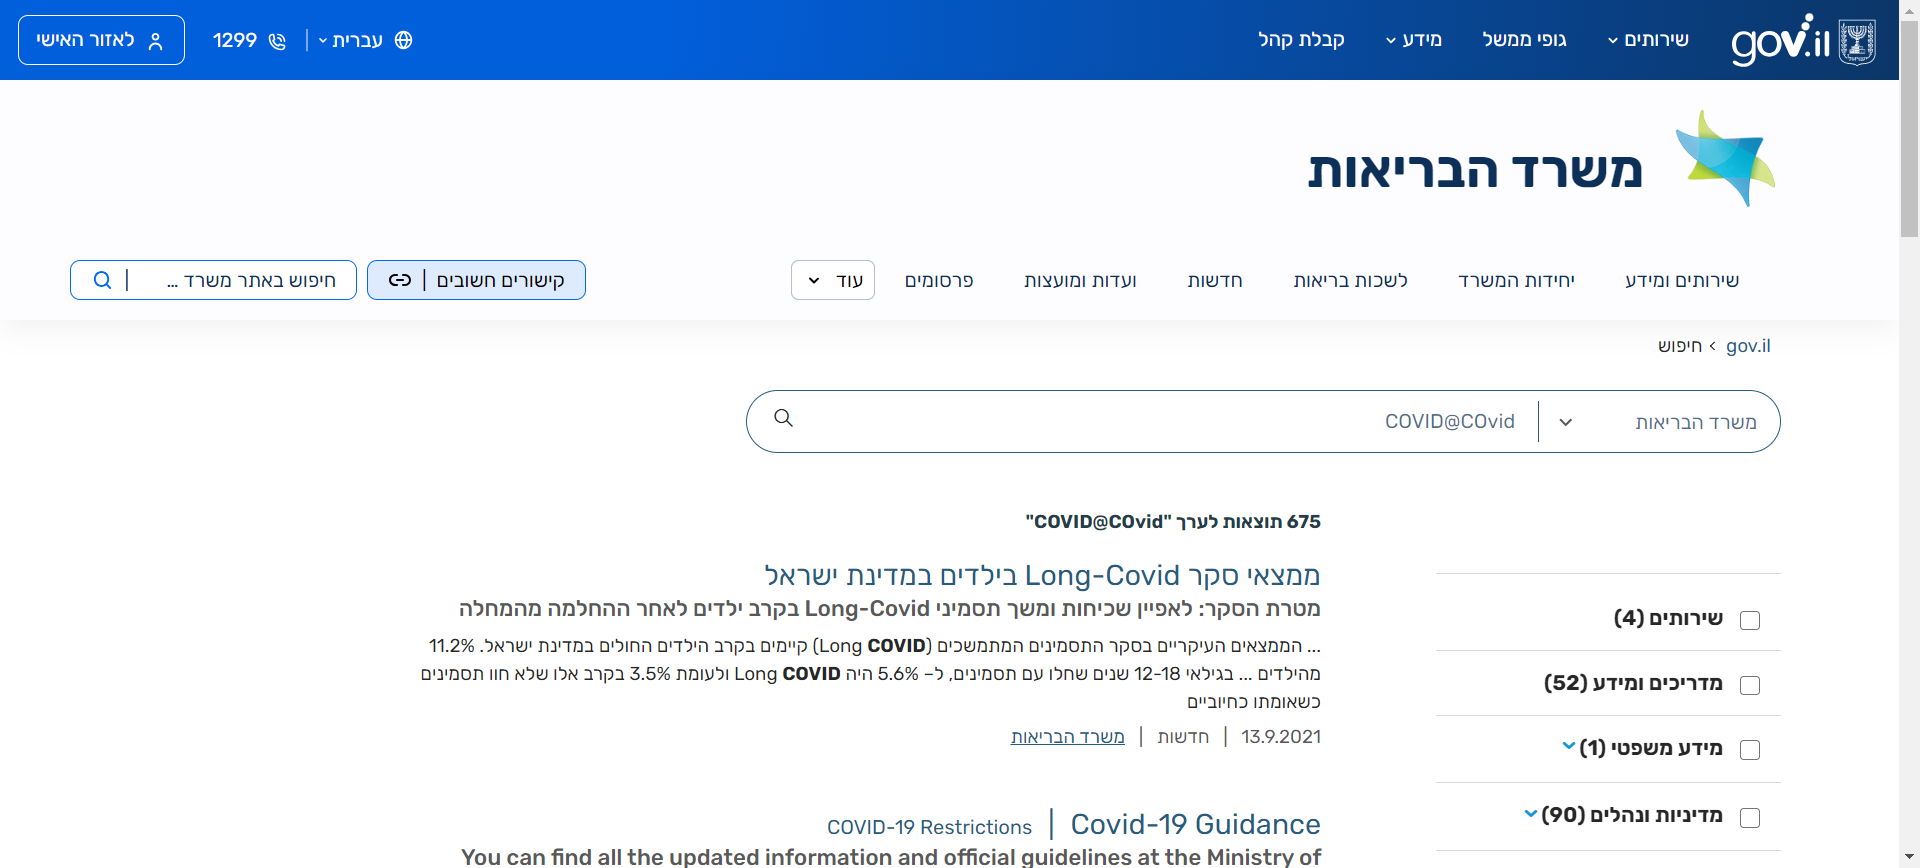 gov.il
שירותים
גופי ממשל
מידע
קבלת קהל
עברית
1299
לאזור האישי
משרד הבריאות
שירותים ומידע
יחידות המשרד
לשכות בריאות
חדשות
ועדות ומועצות
פרסומים
עוד
קישורים חשובים
חיפוש באתר משרד ...
gov.il > חיפוש
משרד הבריאות
COVID@COvid
675 תוצאות לערך "COVID@COvid"
ממצאי סקר Long-Covid בילדים במדינת ישראל
מטרת הסקר: לאפיין שכיחות ומשך תסמיני Long-Covid בקרב ילדים לאחר ההחלמה מהמחלה
... הממצאים העיקריים בסקר התסמינים המתמשכים (Long COVID) קיימים בקרב הילדים החולים במדינת ישראל. 11.2%
מהילדים ... בגילאי 12-18 שנים שחלו עם תסמינים, ל– 5.6% היה Long COVID ולעומת 3.5% בקרב אלו שלא חוו תסמינים
כשאומתו כחיוביים
13.9.2021 | חדשות | משרד הבריאות
Covid-19 Guidance | COVID-19 Restrictions
You can find all the updated information and official guidelines at the Ministry of
שירותים (4)
מדריכים ומידע (52)
מידע משפטי (1)
מדיניות ונהלים (90)